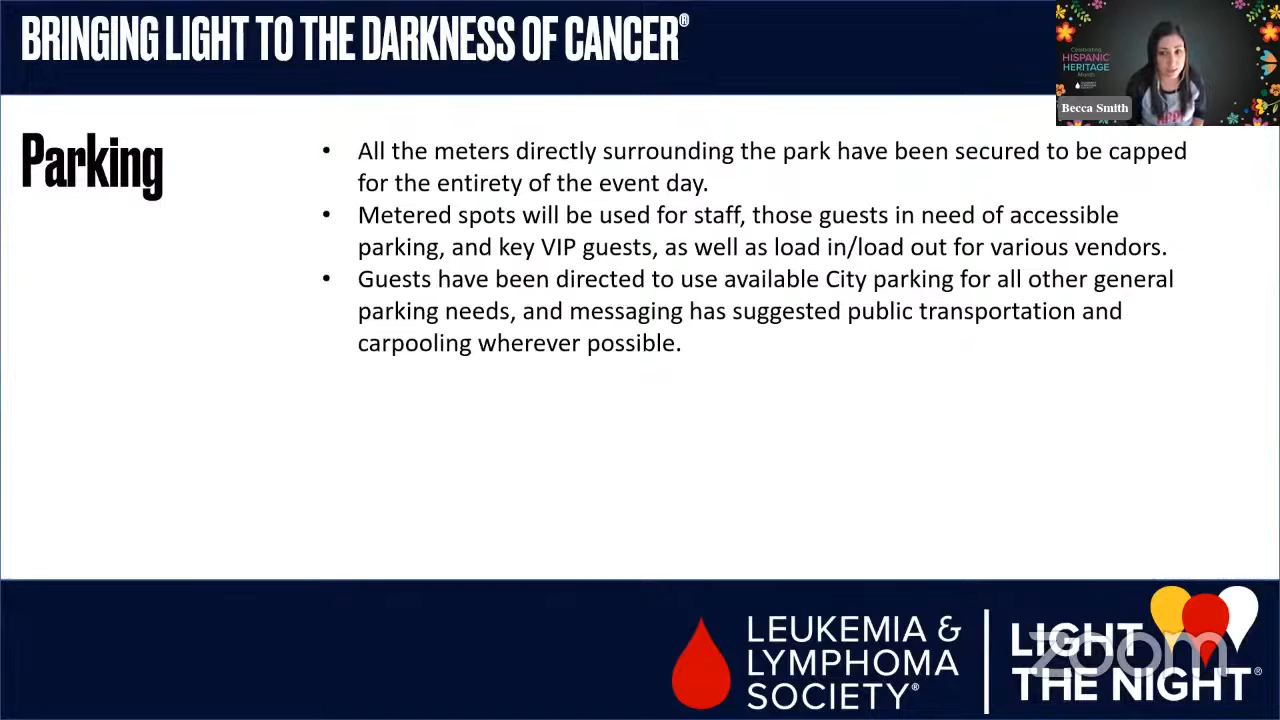 BRINGING LIGHT TO THE DARKNESS OF CANCER®
Celebrating
HISPANIC
HERITAGE
Month
Becca Smith
Parking
• All the meters directly surrounding the park have been secured to be capped
for the entirety of the event day.
• Metered spots will be used for staff, those guests in need of accessible
parking, and key VIP guests, as well as load in/load out for various vendors.
• Guests have been directed to use available City parking for all other general
parking needs, and messaging has suggested public transportation and
carpooling wherever possible.
LEUKEMIA &
LYMPHOMA
SOCIETY®
LIGHT
THE NIGHT®
zoom